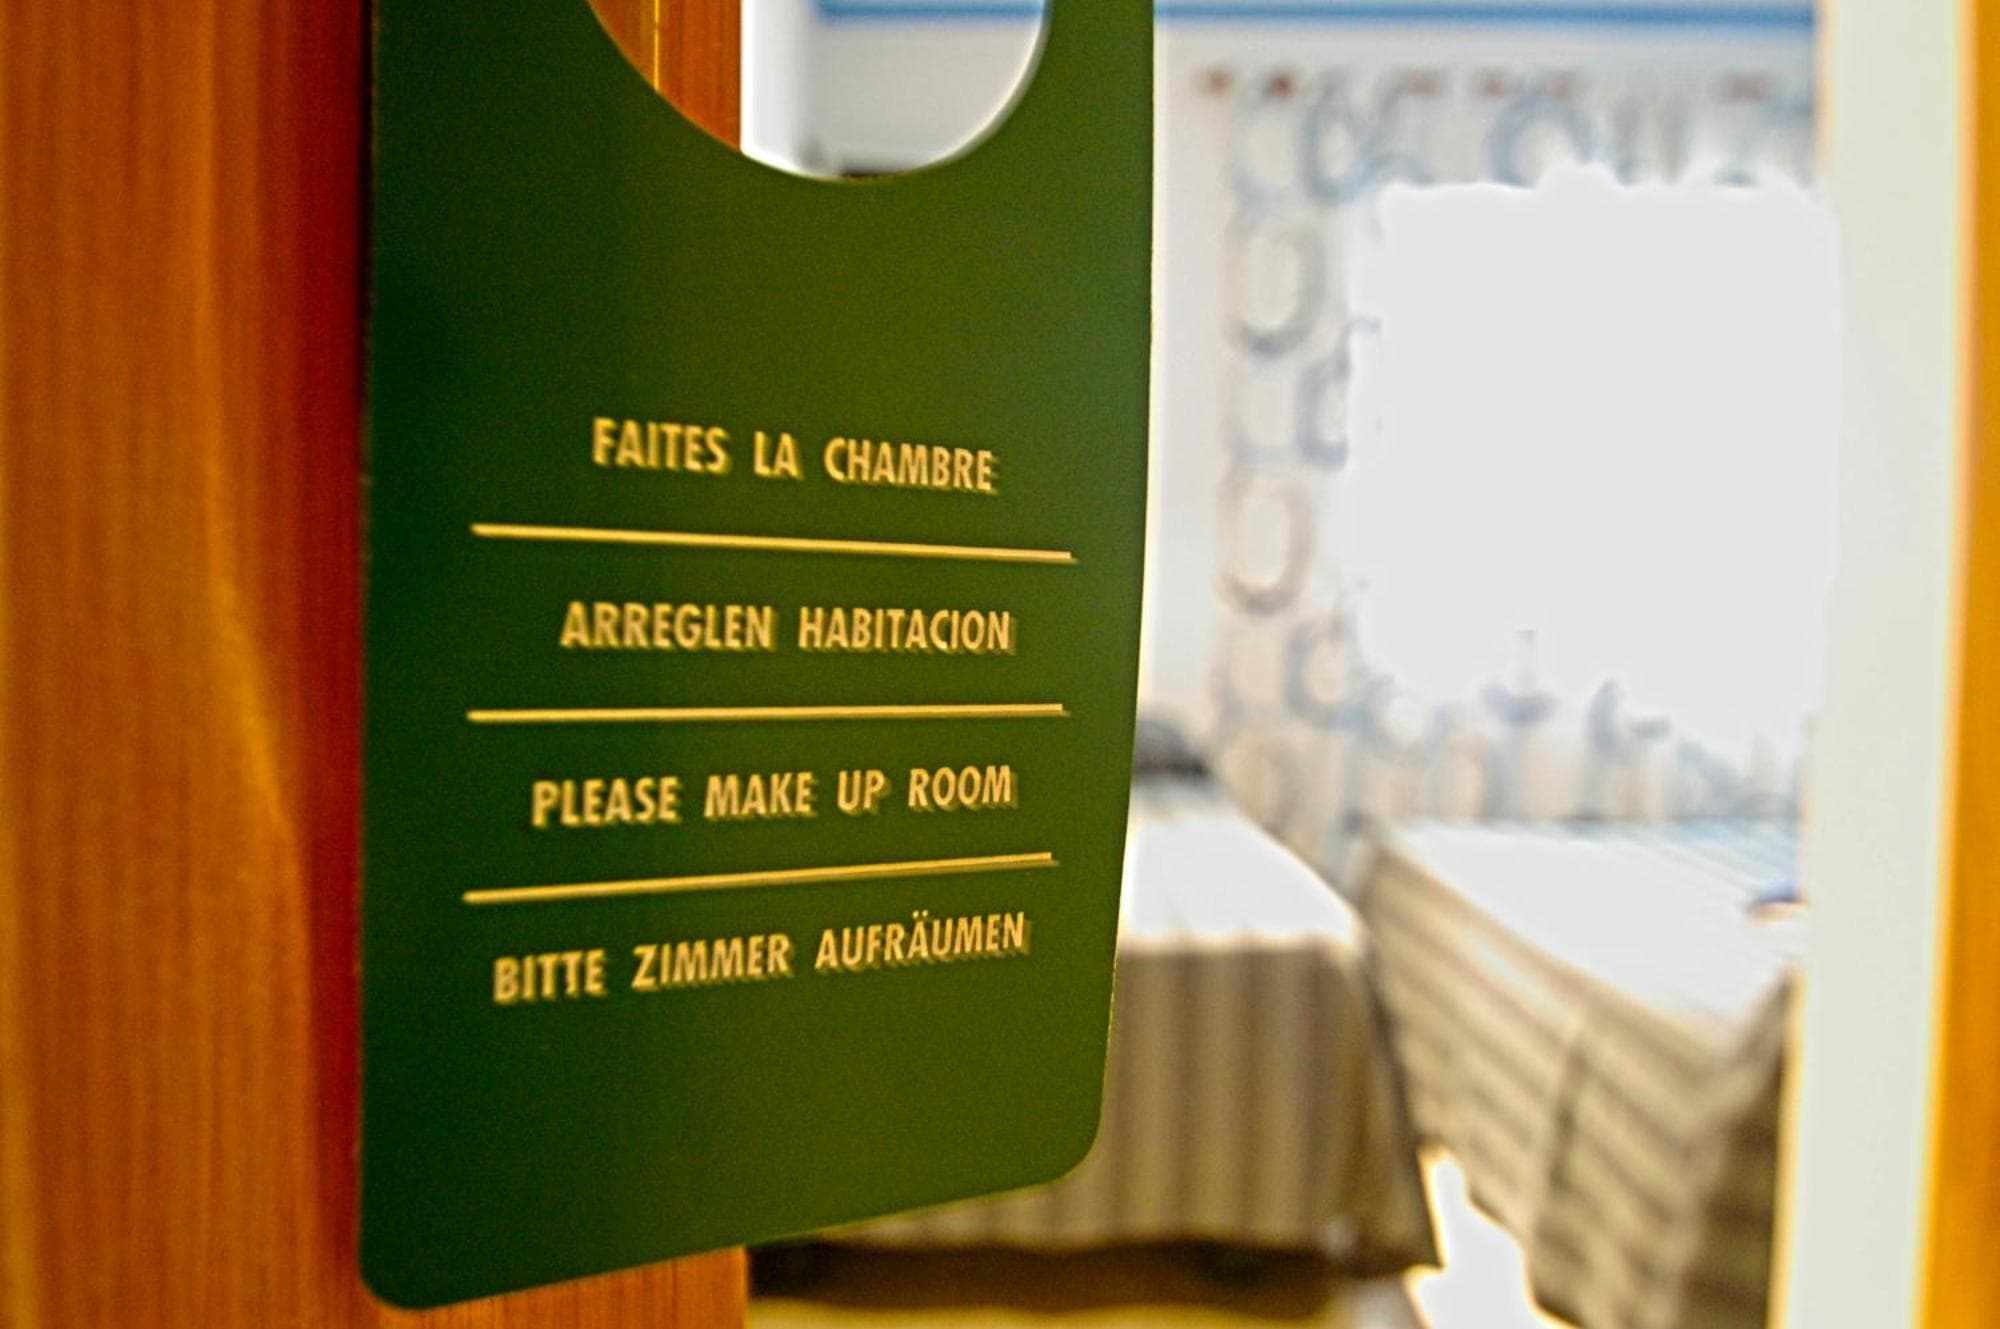 FAITES LA CHAMBRE
ARREGLEN HABITACION
PLEASE MAKE UP ROOM
BITTE ZIMMER AUFRÄUMEN